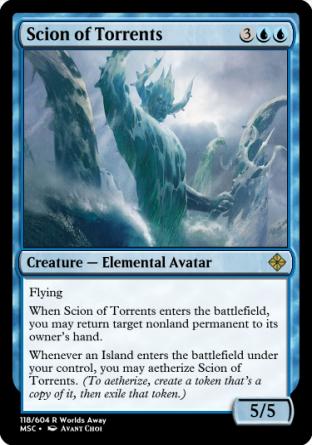 Scion of Torrents 3
Creature — Elemental Avatar
Flying
When Scion of Torrents enters the battlefield,
you may return target nonland permanent to its
owner's hand.
Whenever an Island enters the battlefield under
your control, you may aetherize Scion of
Torrents. (To aetherize, create a token that's a
copy of it, then exile that token.)
5/5
118/604 R Worlds Away
MSC • Avant Choi